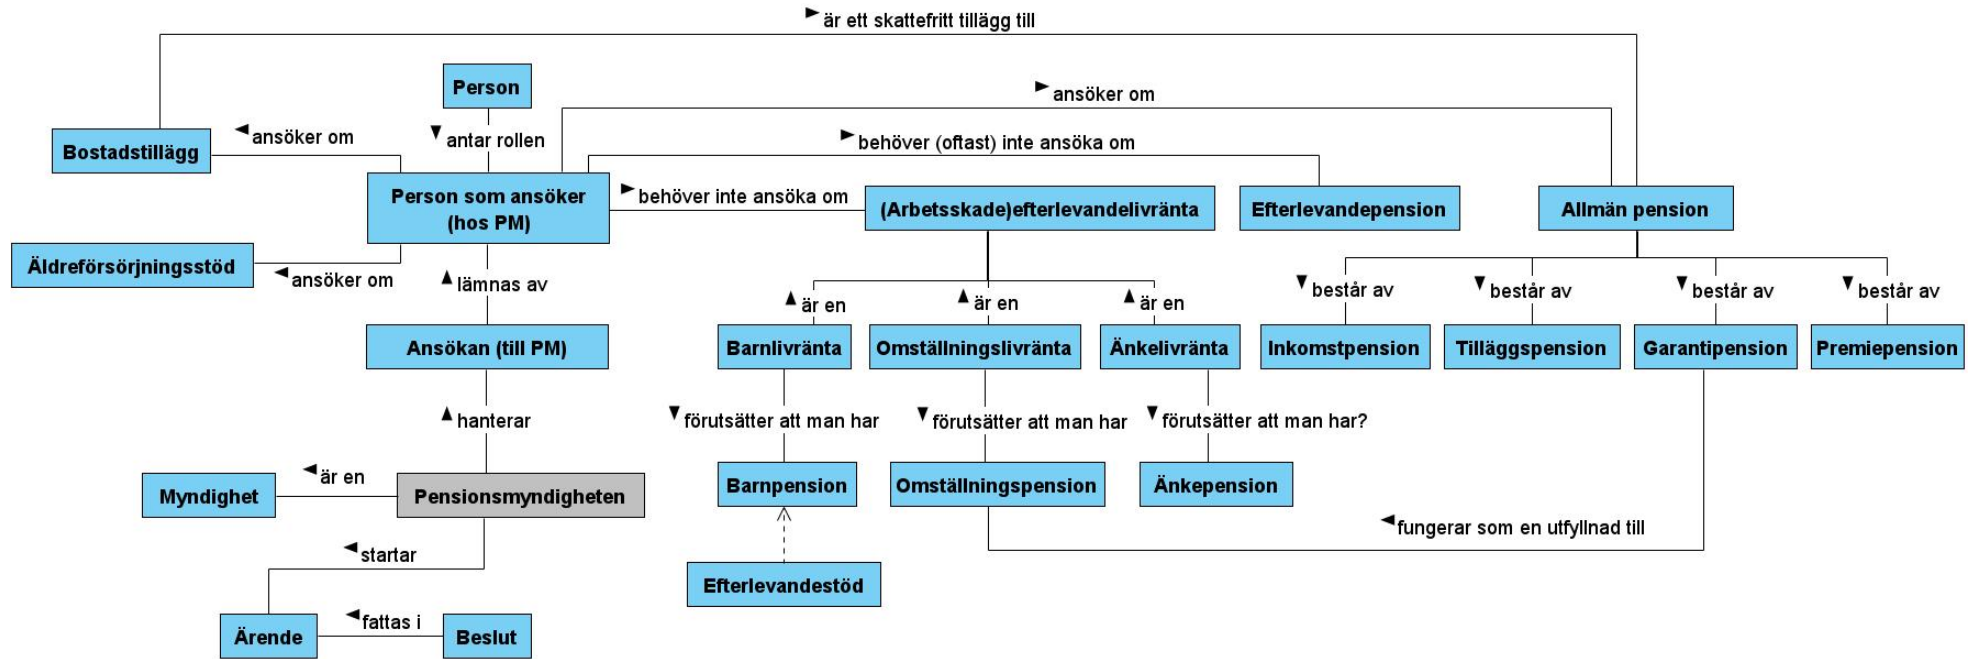 är ett skattefritt tillägg till
Person
ansöker om
ansöker om
antar rollen
behöver (oftast) inte ansöka om
Bostadstillägg
Person som ansöker
(hos PM)
behöver inte ansöka om
(Arbetsskade)efterlevandelivränta
Efterlevandepension
Allmän pension
Äldreförsörjningsstöd
ansöker om
lämnas av
är en
är en
är en
består av
består av
består av
består av
Ansökan (till PM)
Barnlivränta
Omställningslivränta
Änkelivränta
Inkomstpension
Tilläggspension
Garantipension
Premiepension
hanterar
förutsätter att man har
förutsätter att man har
förutsätter att man har?
Myndighet
är en
Pensionsmyndigheten
Barnpension
Omställningspension
Änkepension
fungerar som en utfyllnad till
startar
Efterlevandestöd
Ärende
fattas i
Beslut